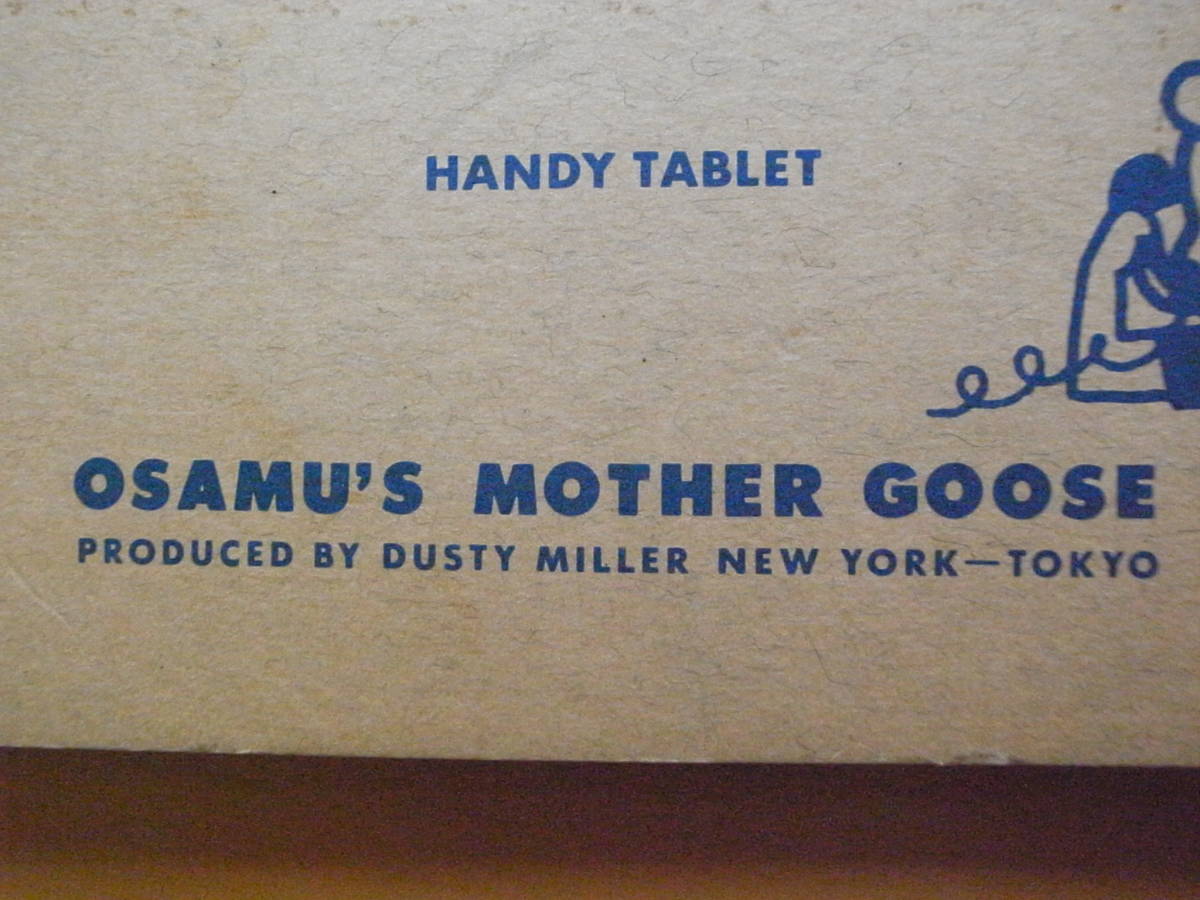 HANDY TABLET
OSAMU'S MOTHER GOOSE
PRODUCED BY DUSTY MILLER NEW YORK—TOKYO